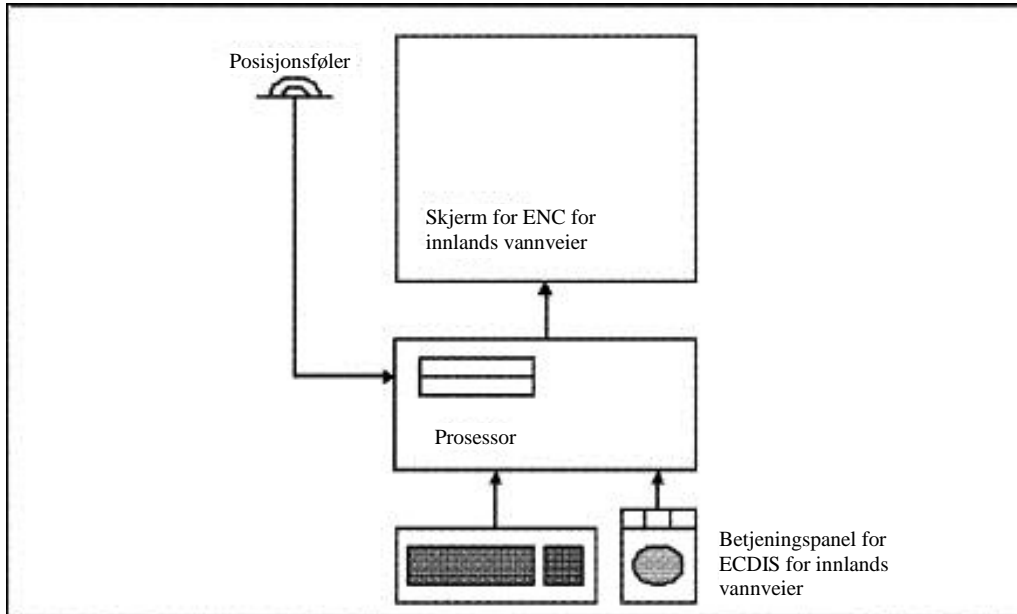 Posisjonsføler
Skjerm for ENC for
innlands vannveier
Prosessor
Betjeningspanel for
ECDIS for innlands
vannveier